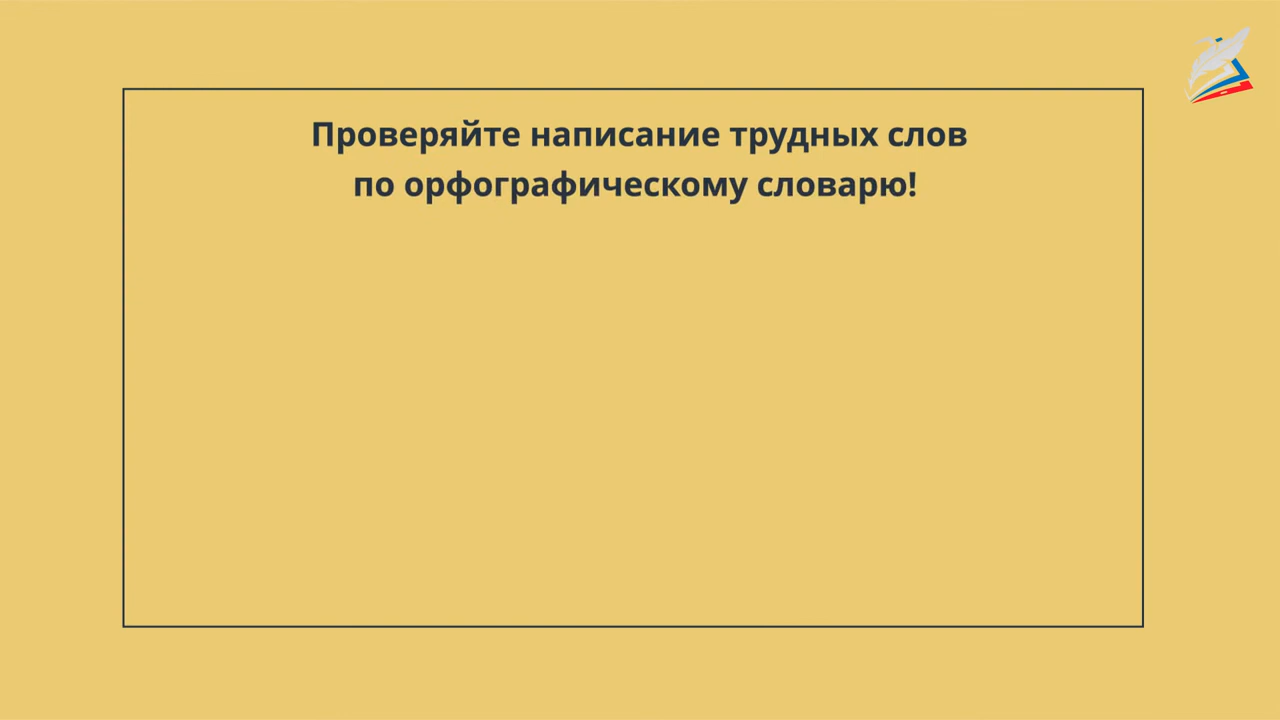 Проверяйте написание трудных слов
по орфографическому словарю!